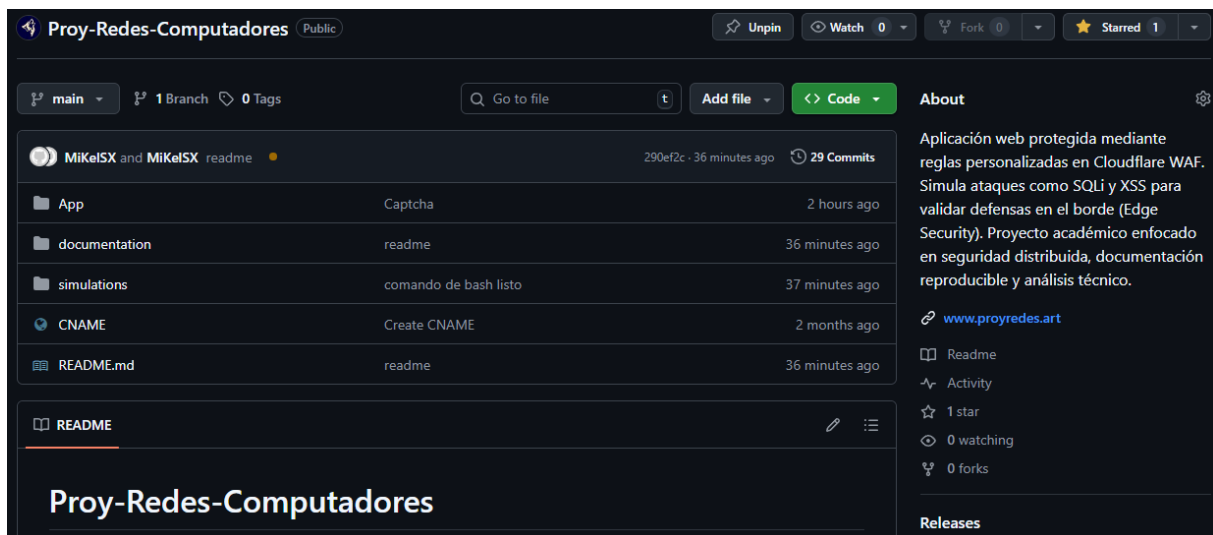 Proy-Redes-Computadores Public
Unpin Watch 0 Fork 0 Starred 1
main 1 Branch 0 Tags
Go to file t Add file <> Code
MiKelSX and MiKelSX readme 290ef2c · 36 minutes ago 29 Commits
App Captcha 2 hours ago
documentation readme 36 minutes ago
simulations comando de bash listo 37 minutes ago
CNAME Create CNAME 2 months ago
README.md readme 36 minutes ago
README
Proy-Redes-Computadores
About
Aplicación web protegida mediante
reglas personalizadas en Cloudflare WAF.
Simula ataques como SQLi y XSS para
validar defensas en el borde (Edge
Security). Proyecto académico enfocado
en seguridad distribuida, documentación
reproducible y análisis técnico.
www.proyredes.art
Readme
Activity
1 star
0 watching
0 forks
Releases